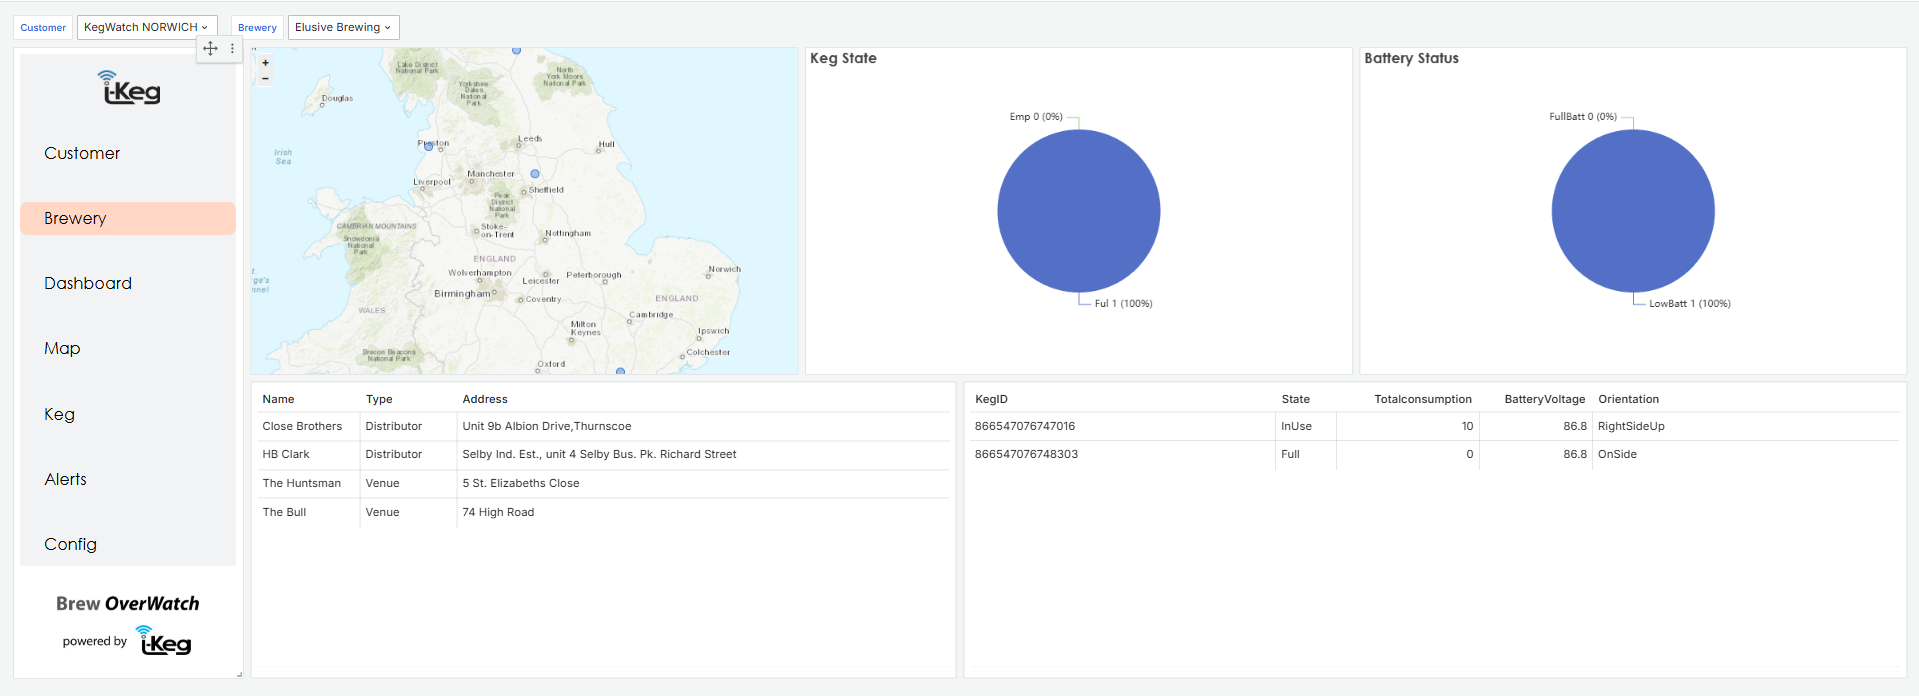 Customer KegWatch NORWICH Brewery Elusive Brewing
i-Keg
Customer
Brewery
Dashboard
Map
Keg
Alerts
Config
Brew OverWatch
powered by i-Keg
+
-
Lake District
National Park
North
York Moors
National Park
Yorkshire
Dales
National
Park
Douglas
Irish
Sea
Preston
Leeds
Hull
Manchester
Liverpool
Sheffield
Peak
District
National
Park
CAMBRIAN MOUNTAINS
Snowdonia
National
Park
Stoke-
on-Trent
Nottingham
ENGLAND
Norwich
Wolverhampton
Leicester
Peterborough
Birmingham
Coventry
ENGLAND
WALES
Cambridge
Milton
Keynes
Ipswich
Brecon Beacons
National Park
Colchester
Oxford
Keg State
Emp 0 (0%)
Ful 1 (100%)
Battery Status
FullBatt 0 (0%)
LowBatt 1 (100%)
Name Type Address
Close Brothers Distributor Unit 9b Albion Drive,Thurnscoe
HB Clark Distributor Selby Ind. Est., unit 4 Selby Bus. Pk. Richard Street
The Huntsman Venue 5 St. Elizabeths Close
The Bull Venue 74 High Road
KegID State Totalconsumption BatteryVoltage Orientation
866547076747016 InUse 10 86.8 RightSideUp
866547076748303 Full 0 86.8 OnSide